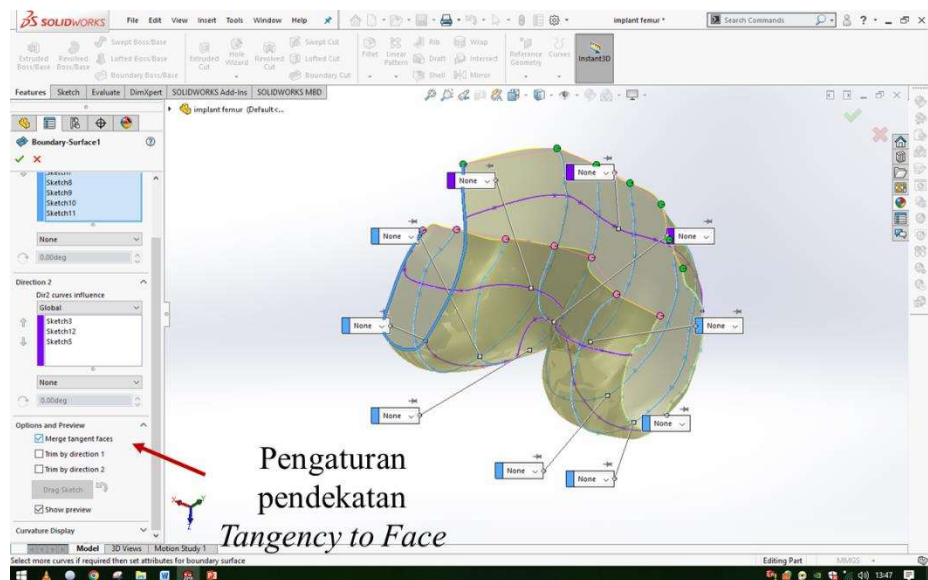 SOLIDWORKS File Edit View Insert Tools Window Help implant femur * Search Commands
Extruded Boss/Base Revolved Boss/Base Swept Boss/Base Lofted Boss/Base Boundary Boss/Base
Extruded Cut Hole Wizard Revolved Cut Swept Cut Lofted Cut Boundary Cut
Fillet Linear Pattern Rib Draft Shell Wrap Intersect Mirror
Reference Geometry Curves Instant3D
Features Sketch Evaluate DimXpert SOLIDWORKS Add-Ins SOLIDWORKS MBD
implant femur (Default<...
Boundary-Surface1
Sketch8
Sketch9
Sketch10
Sketch11
None
0.00deg
Direction 2
Dir2 curves influence
Global
Sketch3
Sketch12
Sketch5
None
0.00deg
Options and Preview
Merge tangent faces
Trim by direction 1
Trim by direction 2
Drag Sketch
Show preview
Curvature Display
None
None
None
None
None
None
None
None
None
None
Pengaturan
pendekatan
Tangency to Face
Model 3D Views Motion Study 1
Select more curves if required then set attributes for boundary surface Editing Part MMGS
13:47